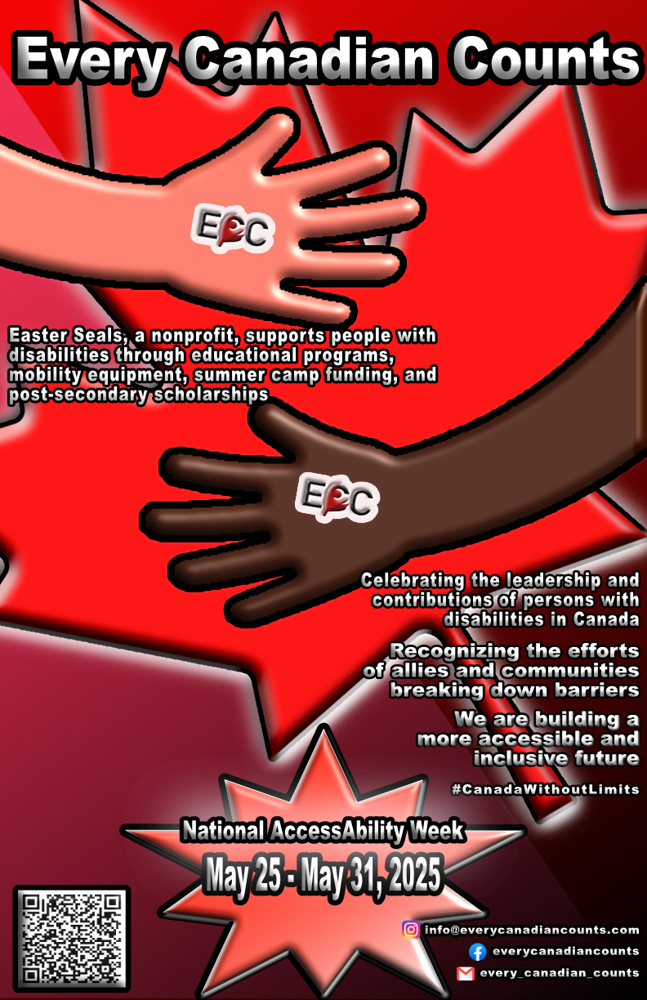 Every Canadian Counts
ECC
Easter Seals, a nonprofit, supports people with
disabilities through educational programs,
mobility equipment, summer camp funding, and
post-secondary scholarships
ECC
Celebrating the leadership and
contributions of persons with
disabilities in Canada
Recognizing the efforts
of allies and communities
breaking down barriers
We are building a
more accessible and
inclusive future
#CanadaWithoutLimits
National AccessAbility Week
May 25 - May 31, 2025
info@everycanadiancounts.com
everycanadiancounts
every_canadian_counts